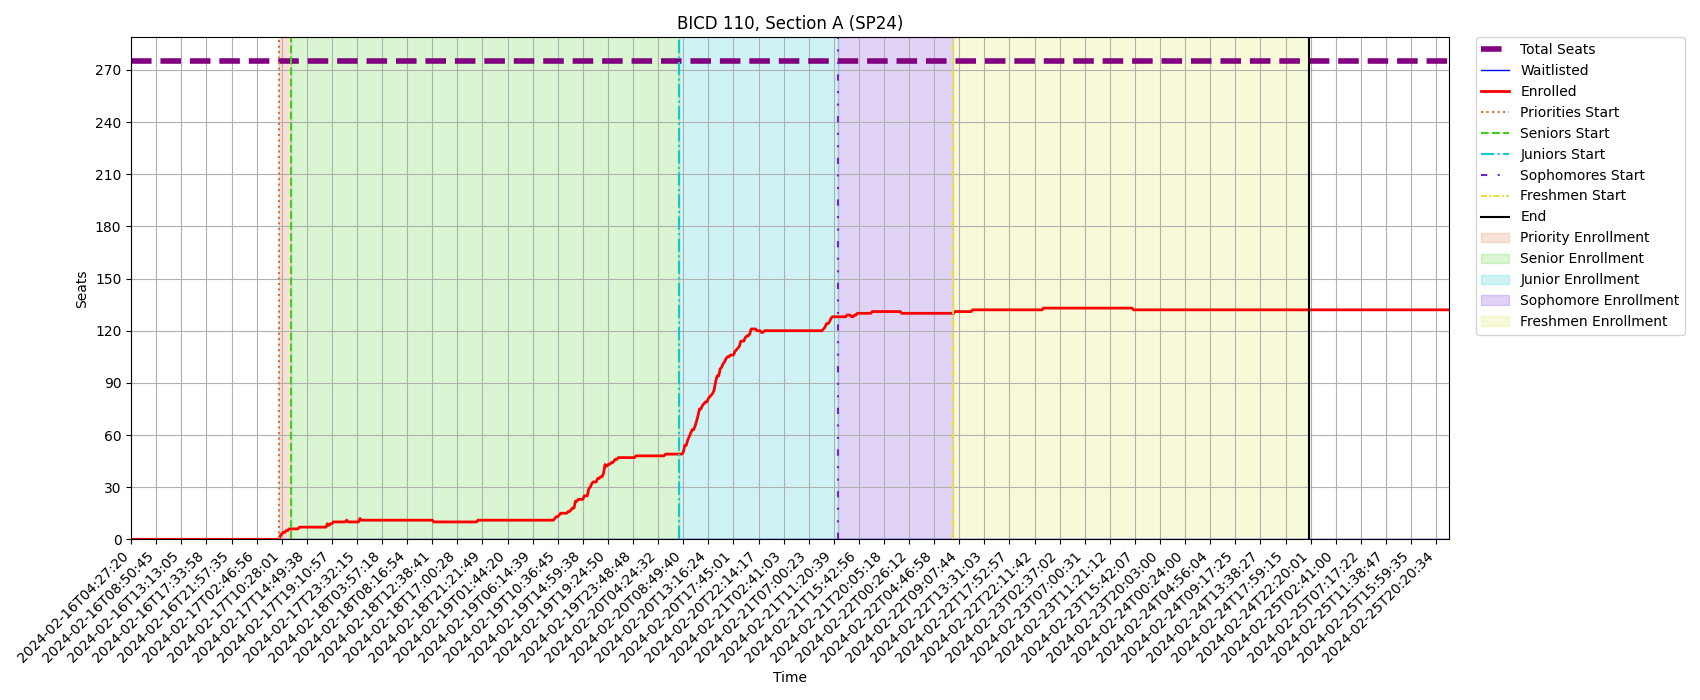 BICD 110, Section A (SP24)
Seats
270
240
210
180
150
120
90
60
30
0
2024-02-16T04:27:20
2024-02-16T08:50:45
2024-02-16T13:13:05
2024-02-16T17:33:58
2024-02-16T21:57:35
2024-02-17T02:46:56
2024-02-17T10:28:01
2024-02-17T14:49:38
2024-02-17T19:10:57
2024-02-17T23:32:15
2024-02-18T03:57:18
2024-02-18T08:16:54
2024-02-18T12:38:41
2024-02-18T17:00:28
2024-02-18T21:21:49
2024-02-19T01:44:20
2024-02-19T06:14:39
2024-02-19T10:36:45
2024-02-19T14:59:38
2024-02-19T19:24:50
2024-02-19T23:48:48
2024-02-20T04:24:32
2024-02-20T08:49:40
2024-02-20T13:16:24
2024-02-20T17:45:01
2024-02-20T22:14:17
2024-02-21T02:41:03
2024-02-21T07:00:23
2024-02-21T11:20:39
2024-02-21T15:42:56
2024-02-21T20:05:18
2024-02-22T00:26:12
2024-02-22T04:46:58
2024-02-22T09:07:44
2024-02-22T13:31:03
2024-02-22T17:52:57
2024-02-22T22:11:42
2024-02-23T02:37:02
2024-02-23T07:00:31
2024-02-23T11:21:12
2024-02-23T15:42:07
2024-02-23T20:03:00
2024-02-24T00:24:00
2024-02-24T04:56:04
2024-02-24T09:17:25
2024-02-24T13:38:27
2024-02-24T17:59:15
2024-02-24T22:20:01
2024-02-25T02:41:00
2024-02-25T07:17:22
2024-02-25T11:38:47
2024-02-25T15:59:35
2024-02-25T20:20:34
Time
Total Seats
Waitlisted
Enrolled
Priorities Start
Seniors Start
Juniors Start
Sophomores Start
Freshmen Start
End
Priority Enrollment
Senior Enrollment
Junior Enrollment
Sophomore Enrollment
Freshmen Enrollment